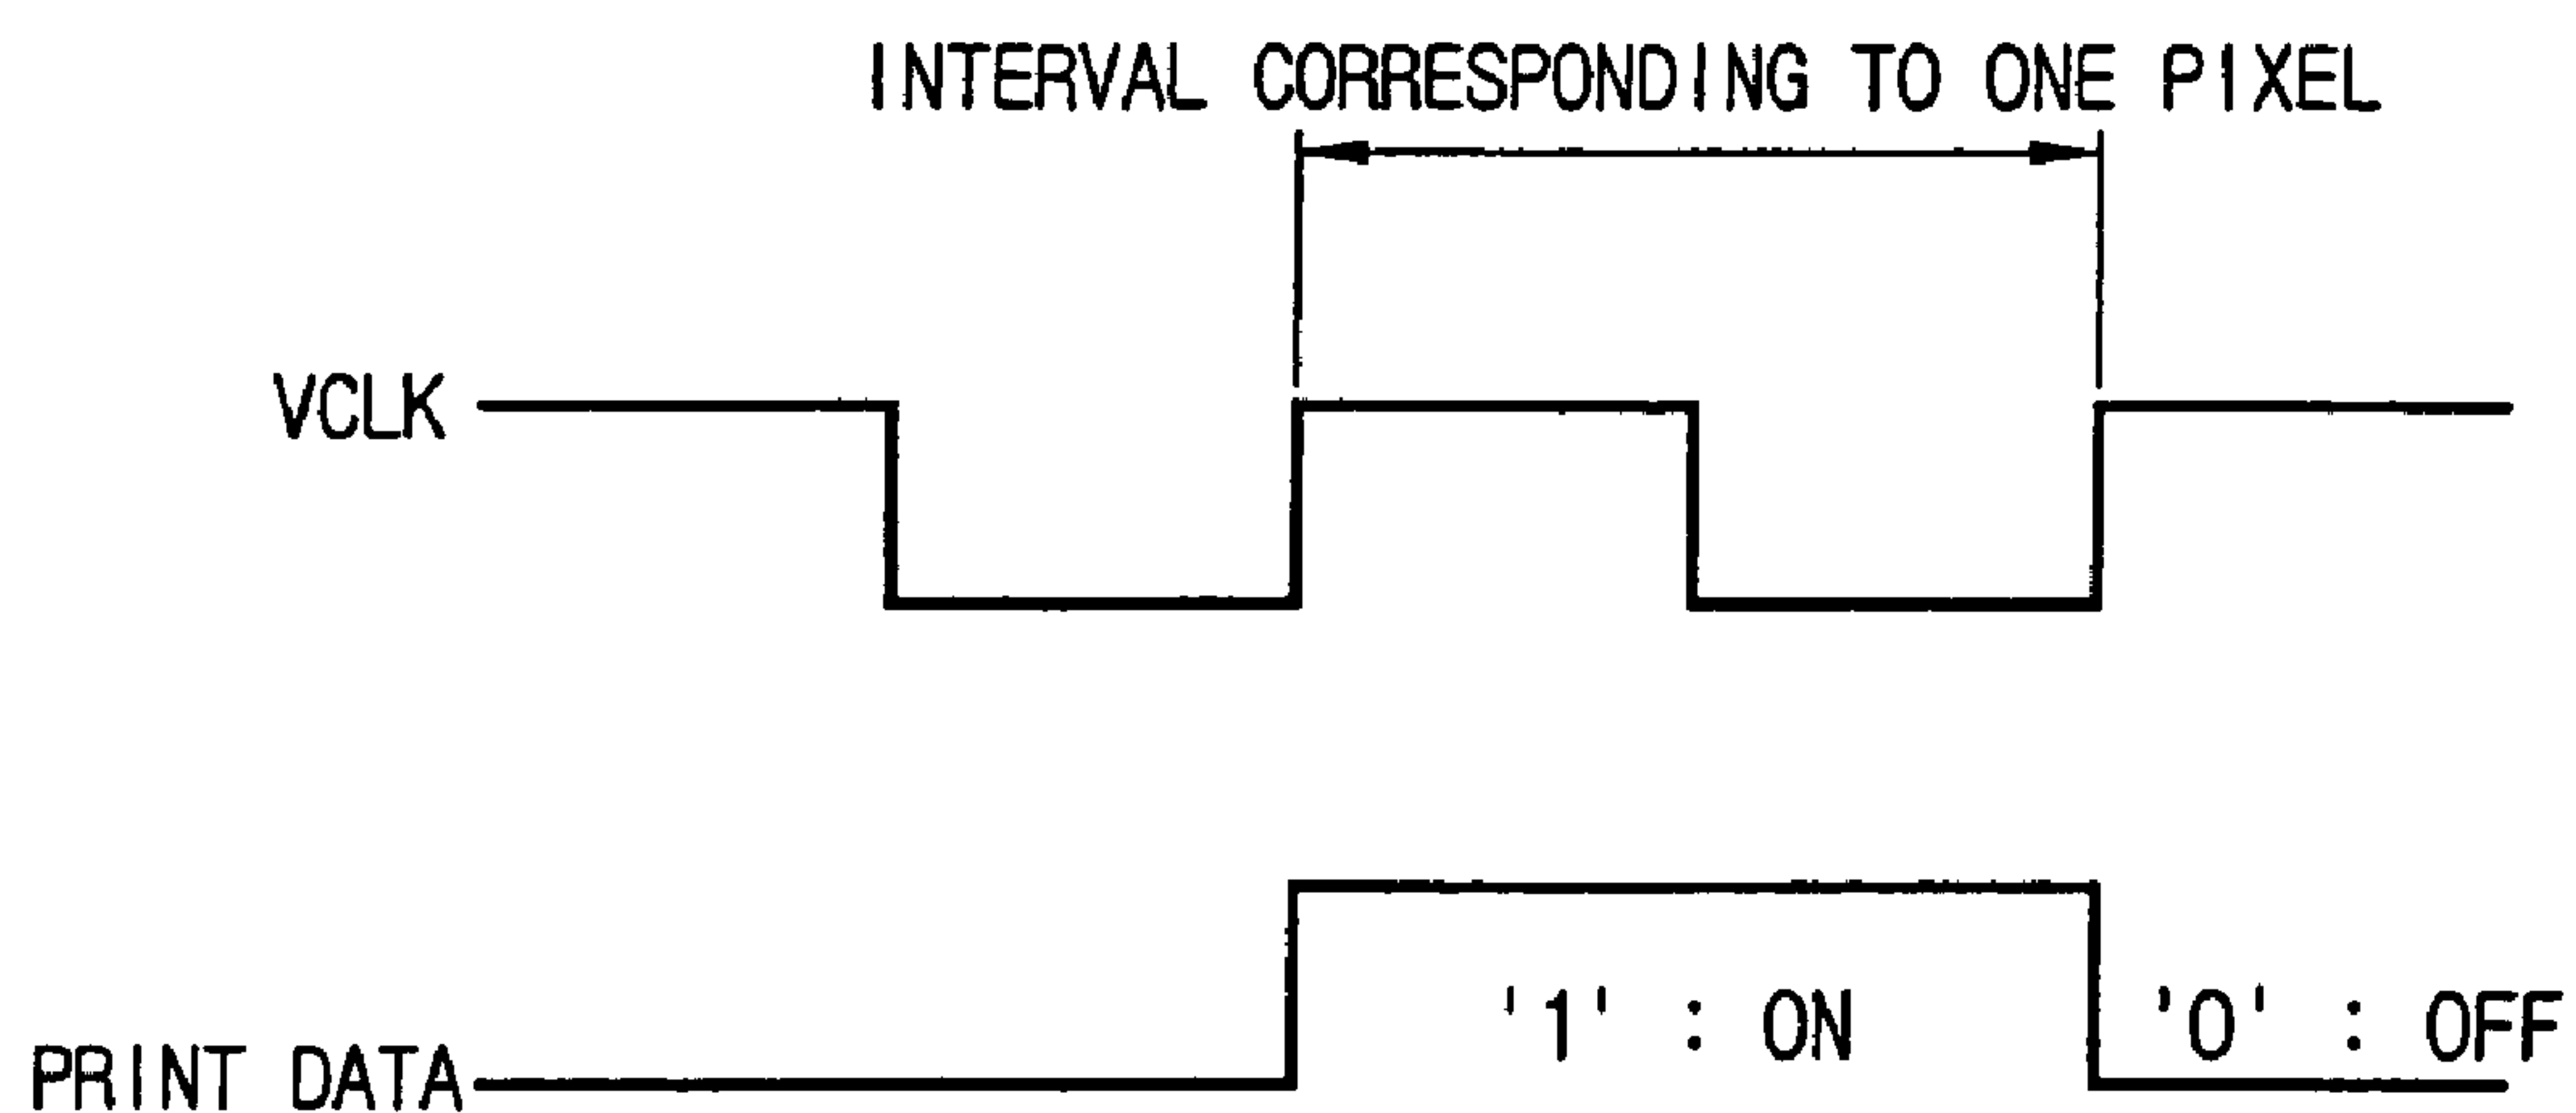 INTERVAL CORRESPONDING TO ONE PIXEL
VCLK
'1' : ON
'0' : OFF
PRINT DATA